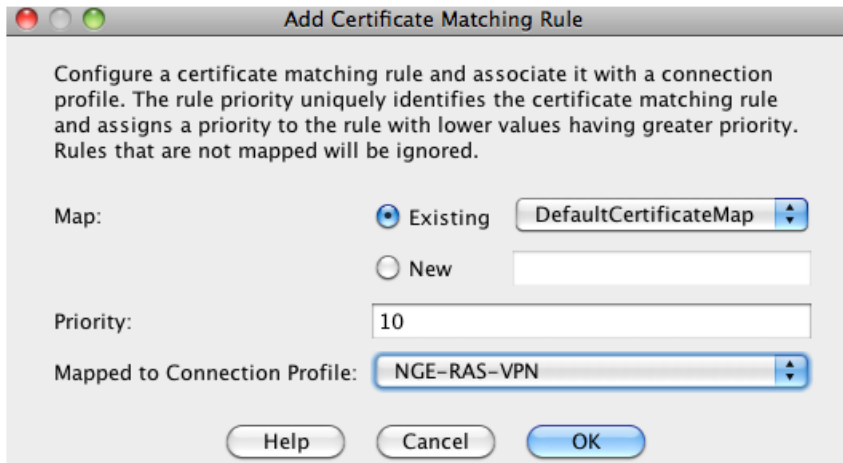 Add Certificate Matching Rule
Configure a certificate matching rule and associate it with a connection
profile. The rule priority uniquely identifies the certificate matching rule
and assigns a priority to the rule with lower values having greater priority.
Rules that are not mapped will be ignored.
Map: Existing DefaultCertificateMap
New
Priority: 10
Mapped to Connection Profile: NGE-RAS-VPN
Help Cancel OK